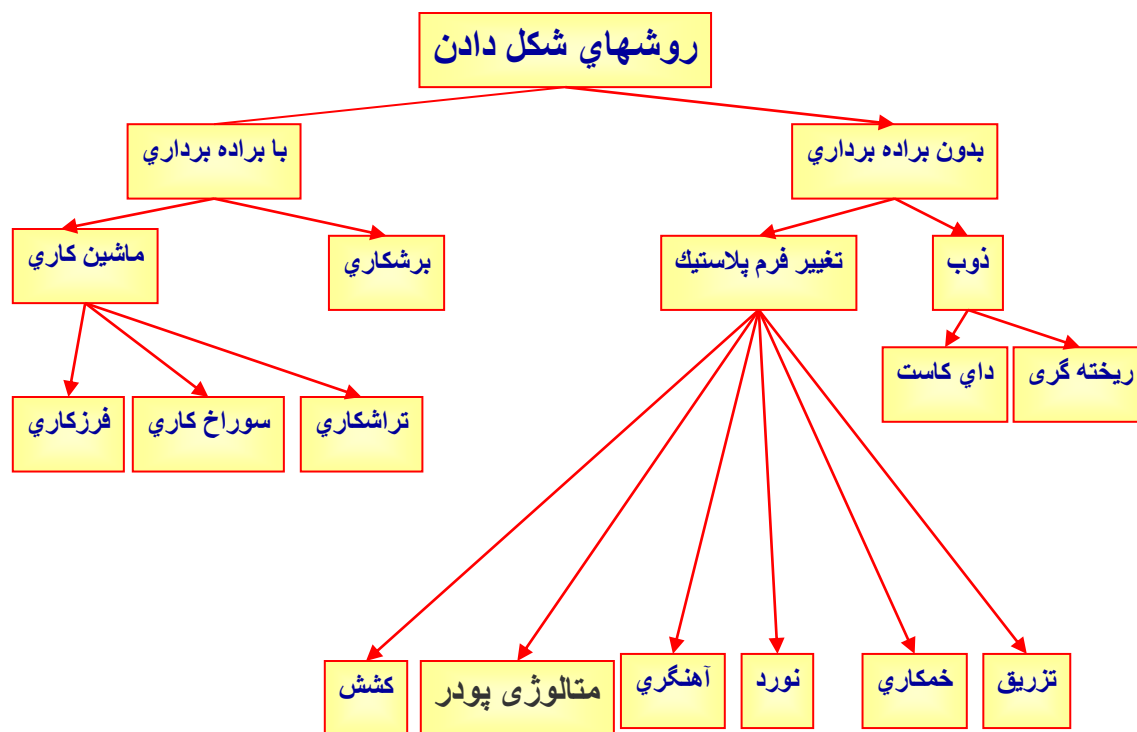 روشهاي شكل دادن
بدون براده برداري
با براده برداري
ذوب
تغيير فرم پلاستيك
برشكاري
ماشين كاري
ريخته گری
داي كاست
تراشكاري
سوراخ كاري
فرزكاري
تزريق
خمكاري
نورد
آهنگري
متالوژی پودر
كشش